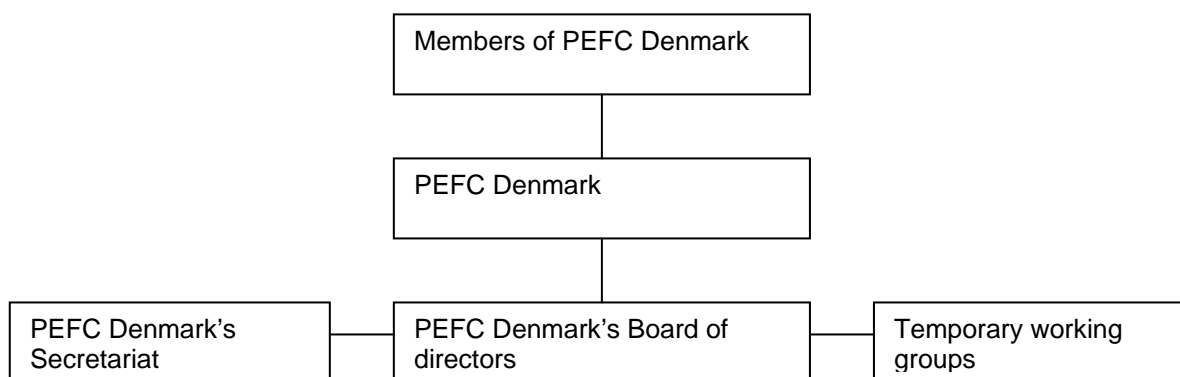 Members of PEFC Denmark
PEFC Denmark
PEFC Denmark's
Secretariat
PEFC Denmark's Board of
directors
Temporary working
groups